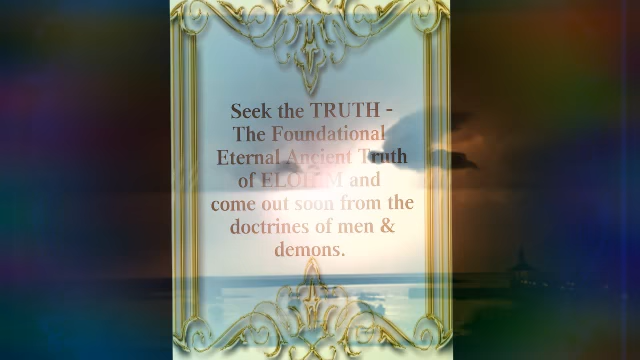 Seek the TRUTH -
The Foundational
Eternal Ancient Truth
of ELOHIM and
come out soon from the
doctrines of men &
demons.